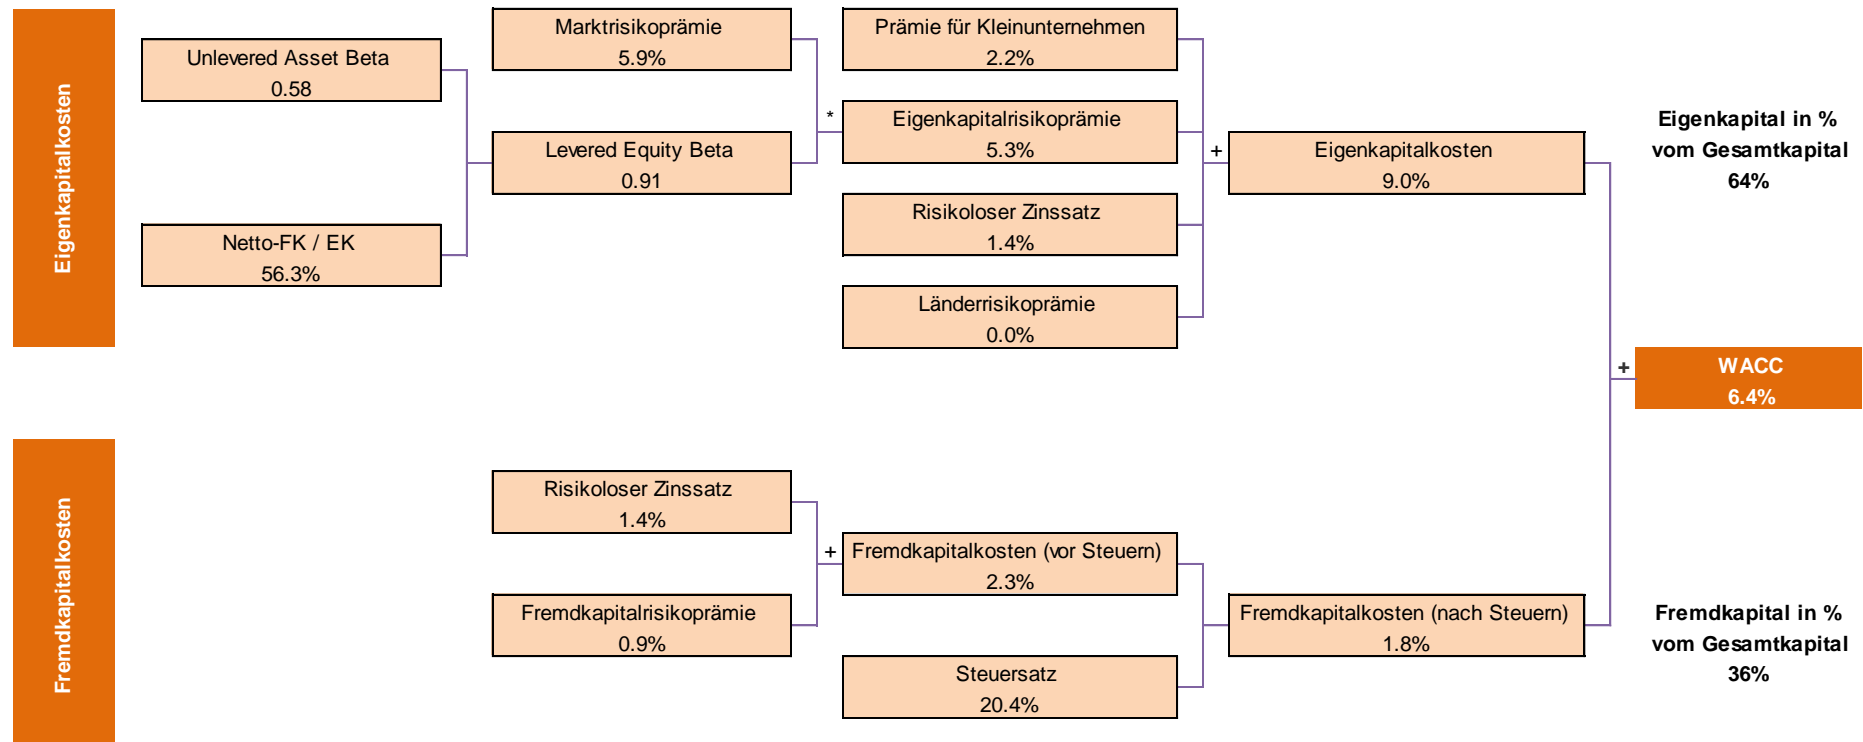 Eigenkapitalkosten
Unlevered Asset Beta
0.58
Netto-FK / EK
56.3%
Marktrisikoprämie
5.9%
Levered Equity Beta
0.91
*
Prämie für Kleinunternehmen
2.2%
Eigenkapitalrisikoprämie
5.3%
Risikoloser Zinssatz
1.4%
Länderrisikoprämie
0.0%
+
Eigenkapitalkosten
9.0%
Eigenkapital in %
vom Gesamtkapital
64%
+
WACC
6.4%
Fremdkapitalkosten
Risikoloser Zinssatz
1.4%
Fremdkapitalrisikoprämie
0.9%
+
Fremdkapitalkosten (vor Steuern)
2.3%
Steuersatz
20.4%
Fremdkapitalkosten (nach Steuern)
1.8%
Fremdkapital in %
vom Gesamtkapital
36%